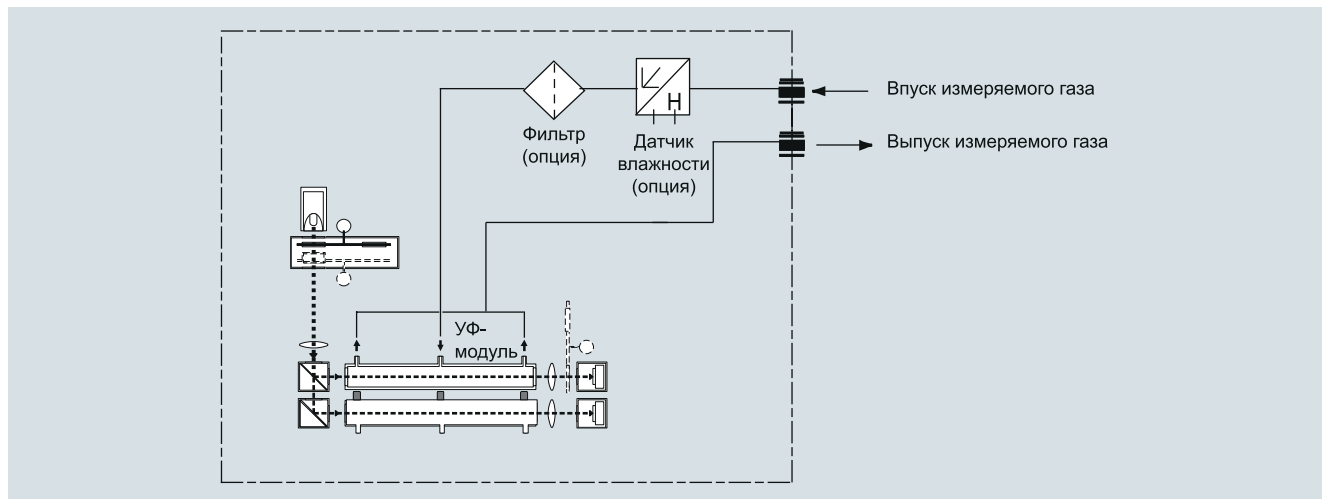 Впуск измеряемого газа
H
Фильтр
(опция)
Датчик
влажности
(опция)
Выпуск измеряемого газа
УФ-
модуль